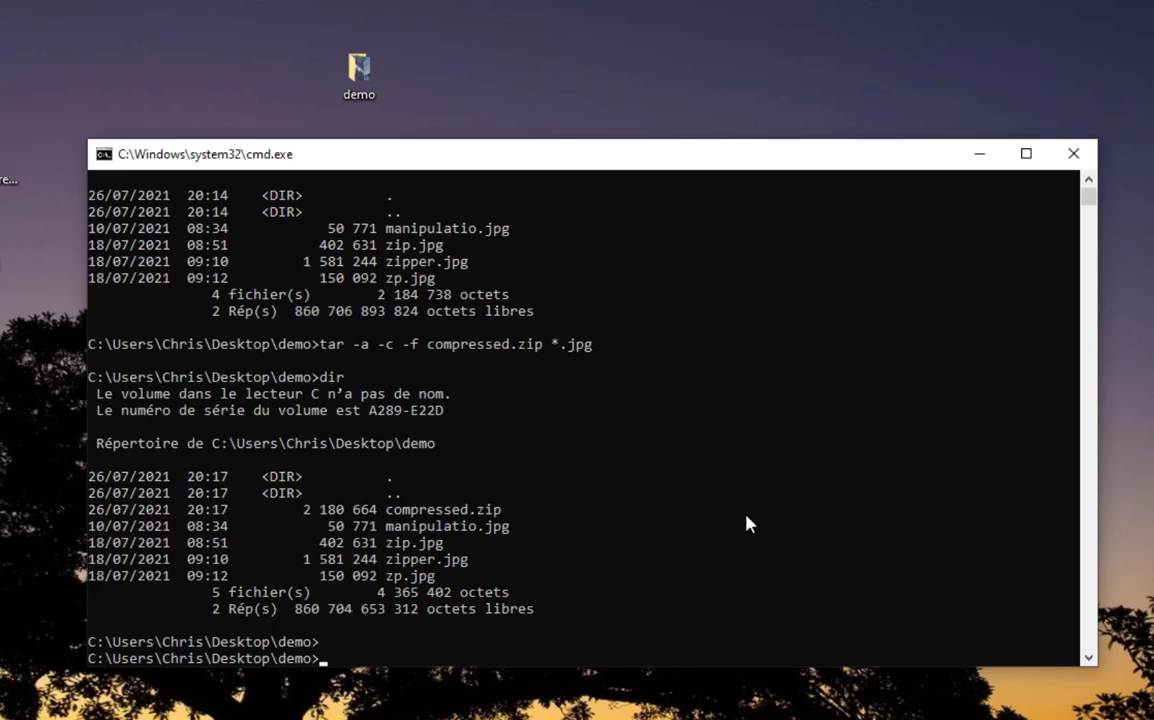 demo
re...
C:\Windows\system32\cmd.exe
26/07/2021  20:14    <DIR>          .
26/07/2021  20:14    <DIR>          ..
10/07/2021  08:34            50 771 manipulatio.jpg
18/07/2021  08:51           402 631 zip.jpg
18/07/2021  09:10         1 581 244 zipper.jpg
18/07/2021  09:12           150 092 zp.jpg
               4 fichier(s)        2 184 738 octets
               2 Rép(s)  860 706 893 824 octets libres
C:\Users\Chris\Desktop\demo>tar -a -c -f compressed.zip *.jpg
C:\Users\Chris\Desktop\demo>dir
 Le volume dans le lecteur C n’a pas de nom.
 Le numéro de série du volume est A289-E22D
 Répertoire de C:\Users\Chris\Desktop\demo
26/07/2021  20:17    <DIR>          .
26/07/2021  20:17    <DIR>          ..
26/07/2021  20:17         2 180 664 compressed.zip
10/07/2021  08:34            50 771 manipulatio.jpg
18/07/2021  08:51           402 631 zip.jpg
18/07/2021  09:10         1 581 244 zipper.jpg
18/07/2021  09:12           150 092 zp.jpg
               5 fichier(s)        4 365 402 octets
               2 Rép(s)  860 704 653 312 octets libres
C:\Users\Chris\Desktop\demo>
C:\Users\Chris\Desktop\demo>_